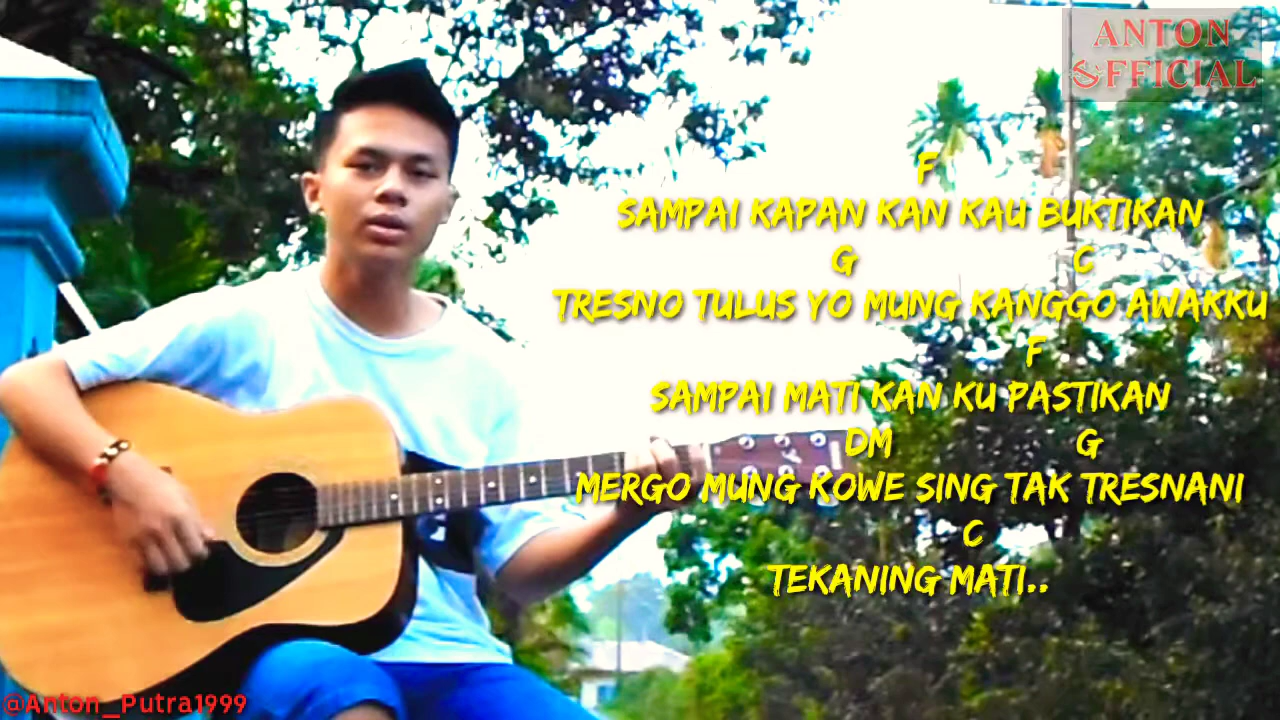 ANTON
OFFICIAL
F
SAMPAI KAPAN KAN KAU BUKTIKAN
G C
TRESNO TULUS YO MUNG KANGGO AWAKKU
F
SAMPAI MATI KAN KU PASTIKAN
DM G
MERGO MUNG KOWE SING TAK TRESNANI
C
TEKANING MATI..
@Anton_Putra1999